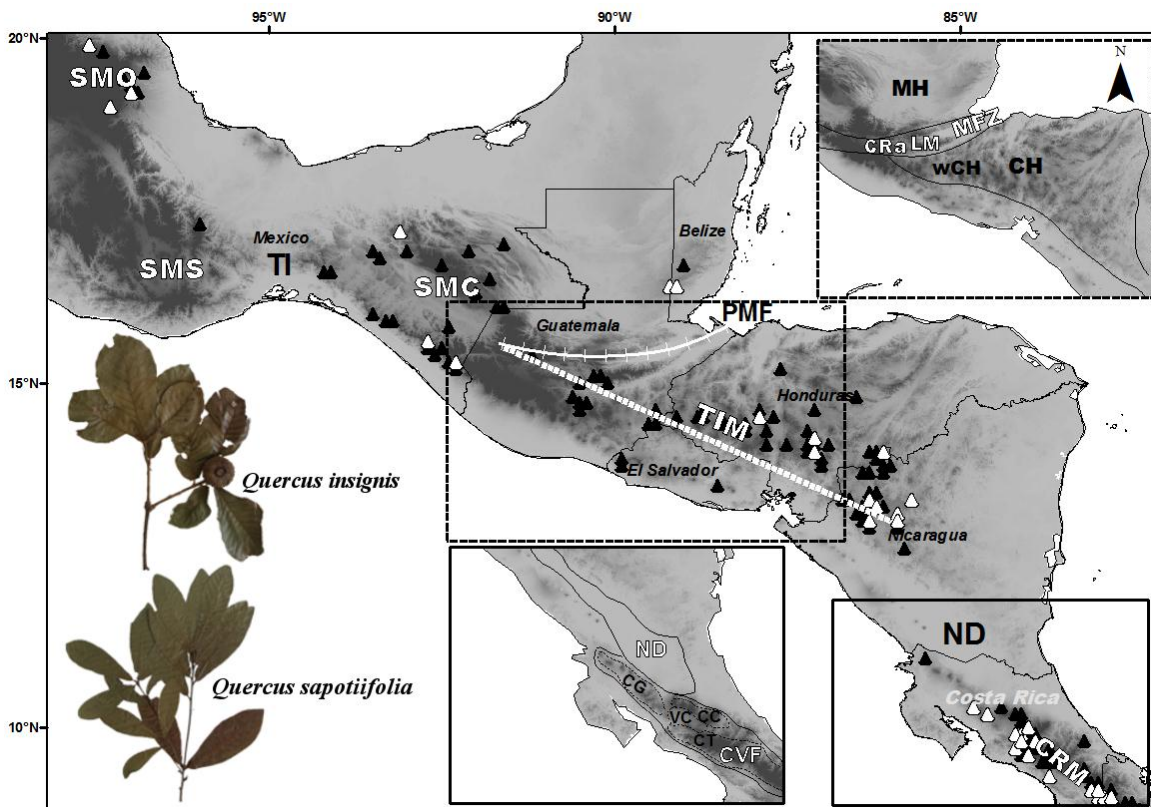 95°W
90°W
85°W
20°N
SMO
N
MH
MFZ
CRa
LM
wCH
CH
Belize
Mexico
TI
SMS
SMC
PMF
Guatemala
15°N
Honduras
TIM
El Salvador
Quercus insignis
Nicaragua
ND
ND
Quercus sapotiifolia
CG
Costa Rica
VC CC
10°N
CT
CVF
CRM